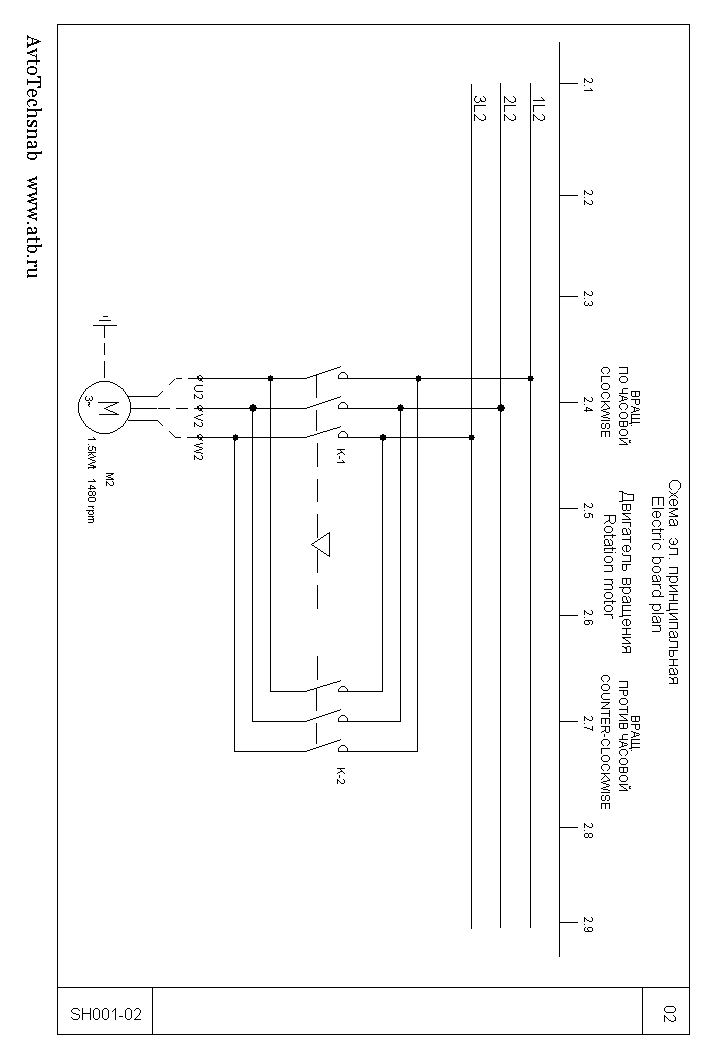 Схема эл. принципальная
Electric board plan
Двигатель вращения
Rotation motor
ВРАЩ.
ПО ЧАСОВОЙ
CLOCKWISE
ВРАЩ.
ПРОТИВ ЧАСОВОЙ
COUNTER-CLOCKWISE
2.1
2.2
2.3
2.4
2.5
2.6
2.7
2.8
2.9
1L2
2L2
3L2
K-1
K-2
U2
V2
W2
M
3~
M2
1.5kWt 1480 rpm
02
SH001-02
AvtoTechsnab www.atb.ru